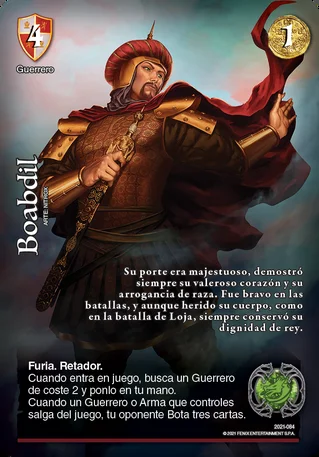 4
1
Guerrero
Boabdil
ARTE: NITROX
Su porte era majestuoso, demostró
siempre su valeroso corazón y su
arrogancia de raza. Fue bravo en las
batallas, y aunque herido su cuerpo, como
en la batalla de Loja, siempre conservó su
dignidad de rey.
Furia. Retador.
Cuando entra en juego, busca un Guerrero
de coste 2 y ponlo en tu mano.
Cuando un Guerrero o Arma que controles
salga del juego, tu oponente Bota tres cartas.
2021-084
©2021 FENIX ENTERTAINMENT S.P.A.